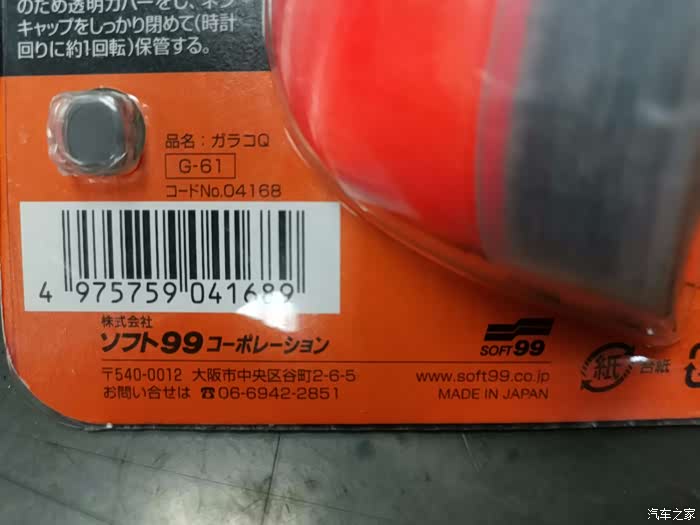 のため透明カバーをし、ネジ
キャップをしっかり閉めて(時計
回りに約1回転)保管する。
品名：ガラコQ
G-61
コードNo.04168
4 975759 041689
株式会社
ソフト99コーポレーション
〒540-0012 大阪市中央区谷町2-6-5
お問い合せは ☎06-6942-2851
SOFT99
www.soft99.co.jp
MADE IN JAPAN
紙
台紙
汽车之家